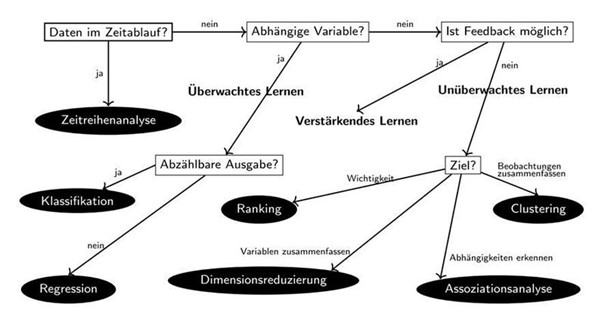 Daten im Zeitablauf?
nein
Abhängige Variable?
nein
Ist Feedback möglich?
ja
ja
ja
nein
Überwachtes Lernen
Unüberwachtes Lernen
Zeitreihenanalyse
Verstärkendes Lernen
Abzählbare Ausgabe?
Ziel?
Beobachtungen
zusammenfassen
ja
Wichtigkeit
Klassifikation
Ranking
Clustering
nein
Variablen zusammenfassen
Abhängigkeiten erkennen
Regression
Dimensionsreduzierung
Assoziationsanalyse